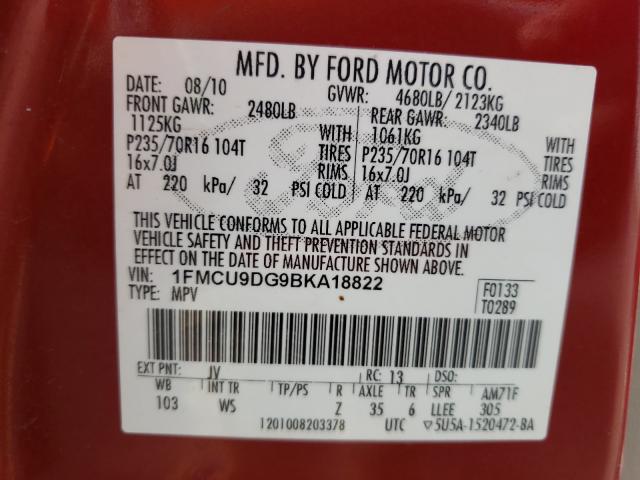 MFD. BY FORD MOTOR CO.
DATE: 08/10 GVWR: 4680LB/ 2123KG
FRONT GAWR: 2480LB REAR GAWR: 2340LB
1125KG WITH 1061KG WITH
P235/70R16 104T TIRES P235/70R16 104T TIRES
16x7.0J RIMS 16x7.0J RIMS
AT 220 kPa/ 32 PSI COLD AT 220 kPa/ 32 PSI COLD
Ford
THIS VEHICLE CONFORMS TO ALL APPLICABLE FEDERAL MOTOR
VEHICLE SAFETY AND THEFT PREVENTION STANDARDS IN
EFFECT ON THE DATE OF MANUFACTURE SHOWN ABOVE.
VIN: 1FMCU9DG9BKA18822 F0133
TYPE: MPV T0289
EXT PNT: JV RC: 13 DSO:
WB INT TR TP/PS R AXLE TR SPR AM71F
103 WS Z 35 6 LLEE 305
1201008203378 UTC ▽5U5A-1520472-BA